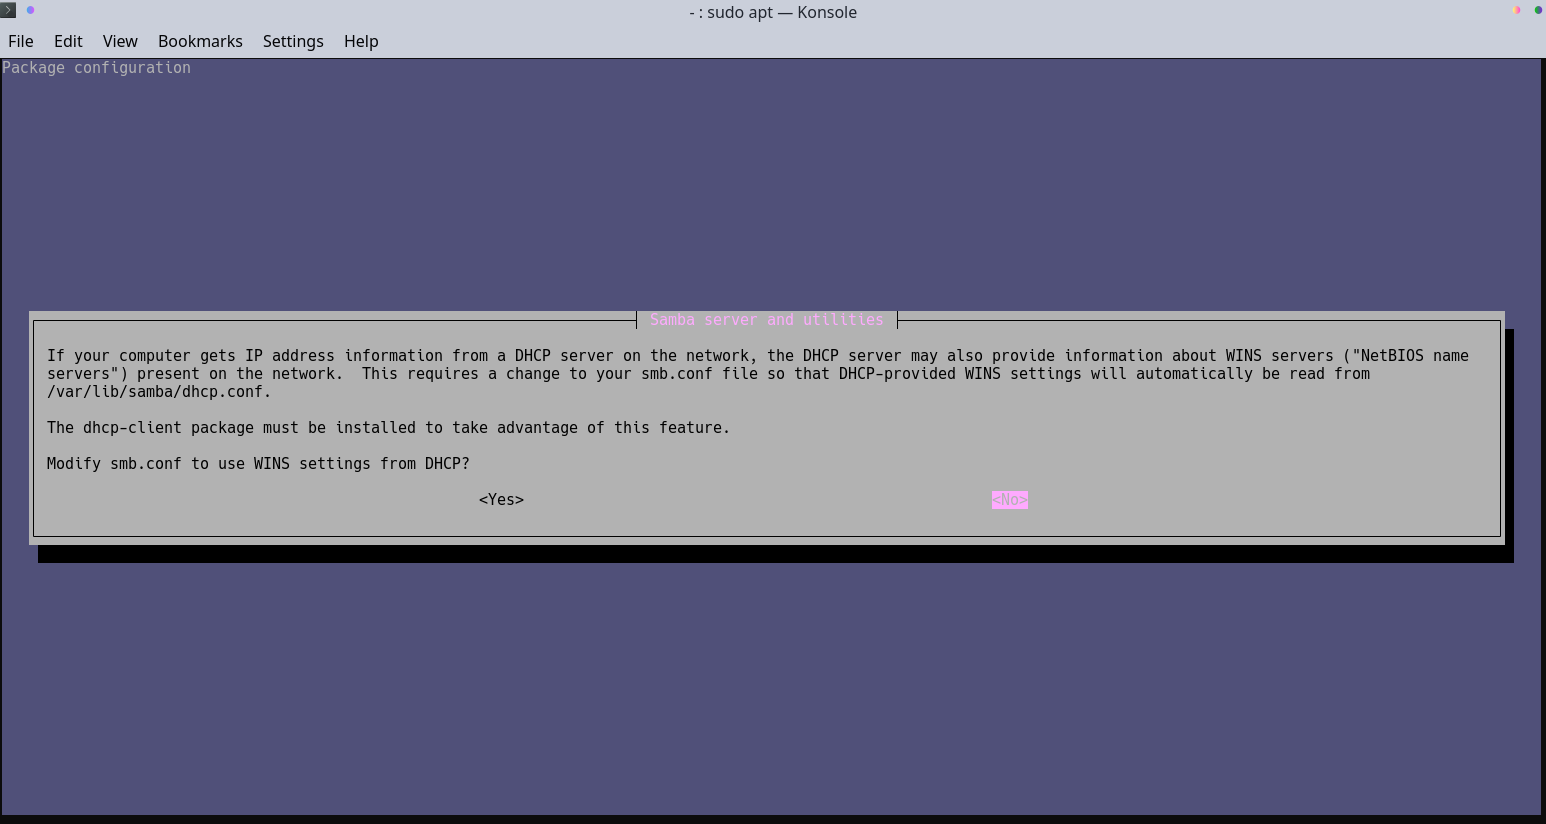 - : sudo apt — Konsole
File Edit View Bookmarks Settings Help
Package configuration
Samba server and utilities
If your computer gets IP address information from a DHCP server on the network, the DHCP server may also provide information about WINS servers ("NetBIOS name
servers") present on the network.  This requires a change to your smb.conf file so that DHCP-provided WINS settings will automatically be read from
/var/lib/samba/dhcp.conf.
The dhcp-client package must be installed to take advantage of this feature.
Modify smb.conf to use WINS settings from DHCP?
<Yes> <No>